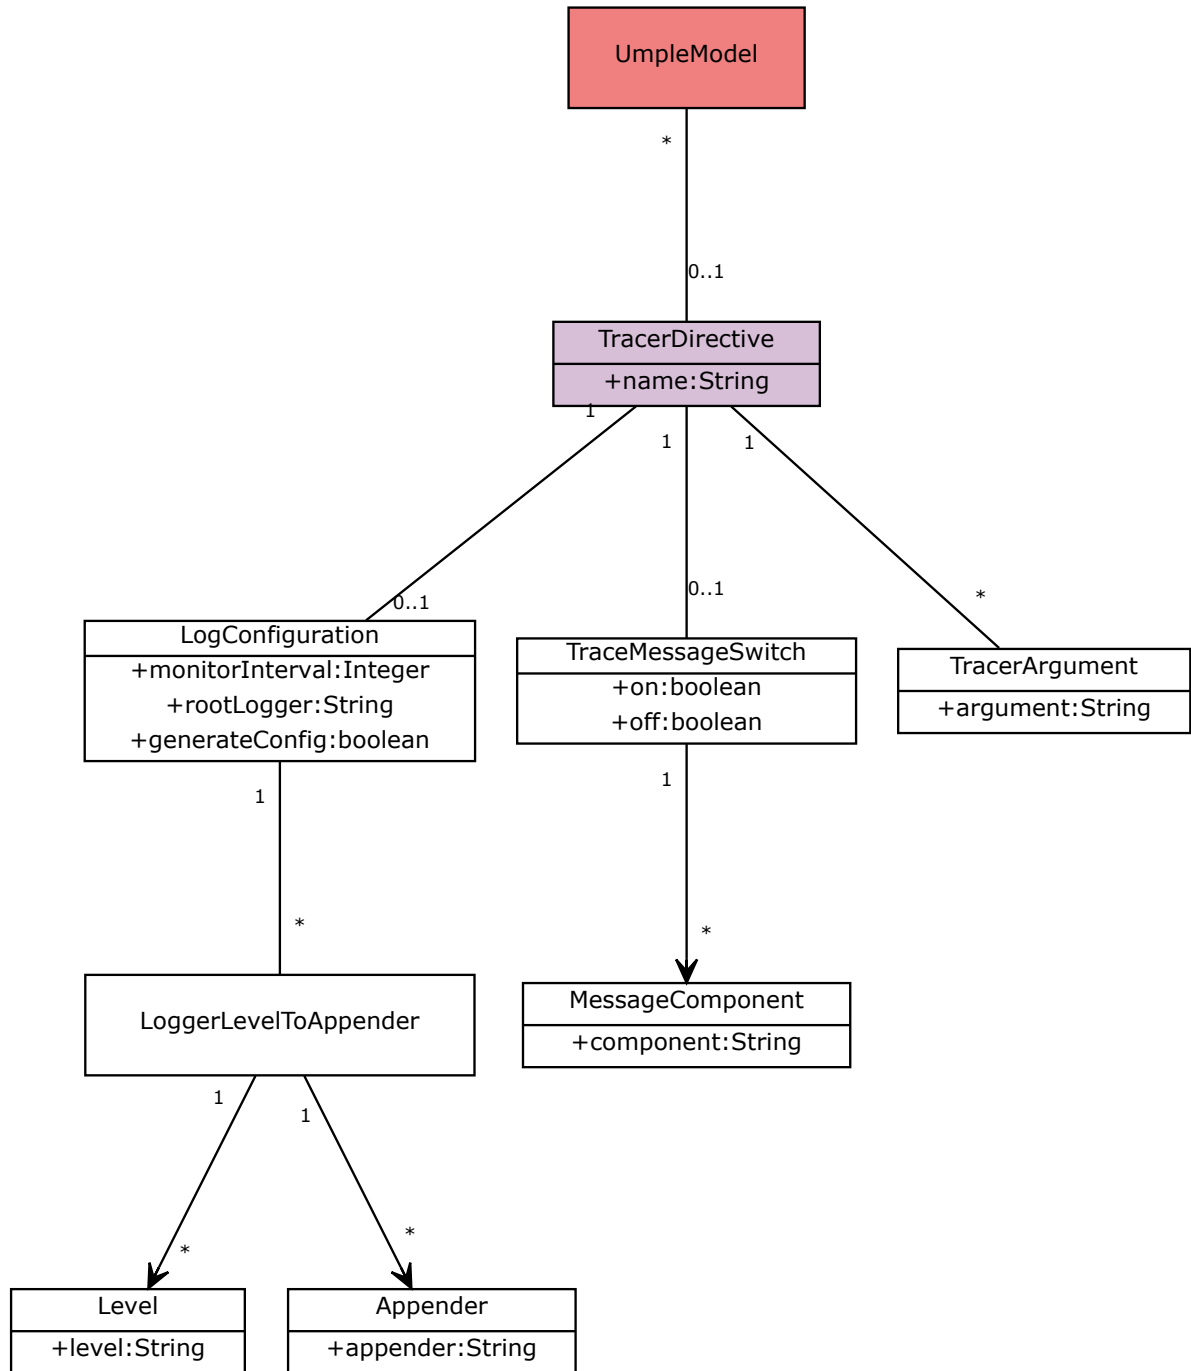 UmpleModel
*
0..1
TracerDirective
+name:String
1
1
1
0..1
0..1
*
LogConfiguration
+monitorInterval:Integer
+rootLogger:String
+generateConfig:boolean
TraceMessageSwitch
+on:boolean
+off:boolean
TracerArgument
+argument:String
1
1
*
*
LoggerLevelToAppender
MessageComponent
+component:String
1
1
*
*
Level
+level:String
Appender
+appender:String